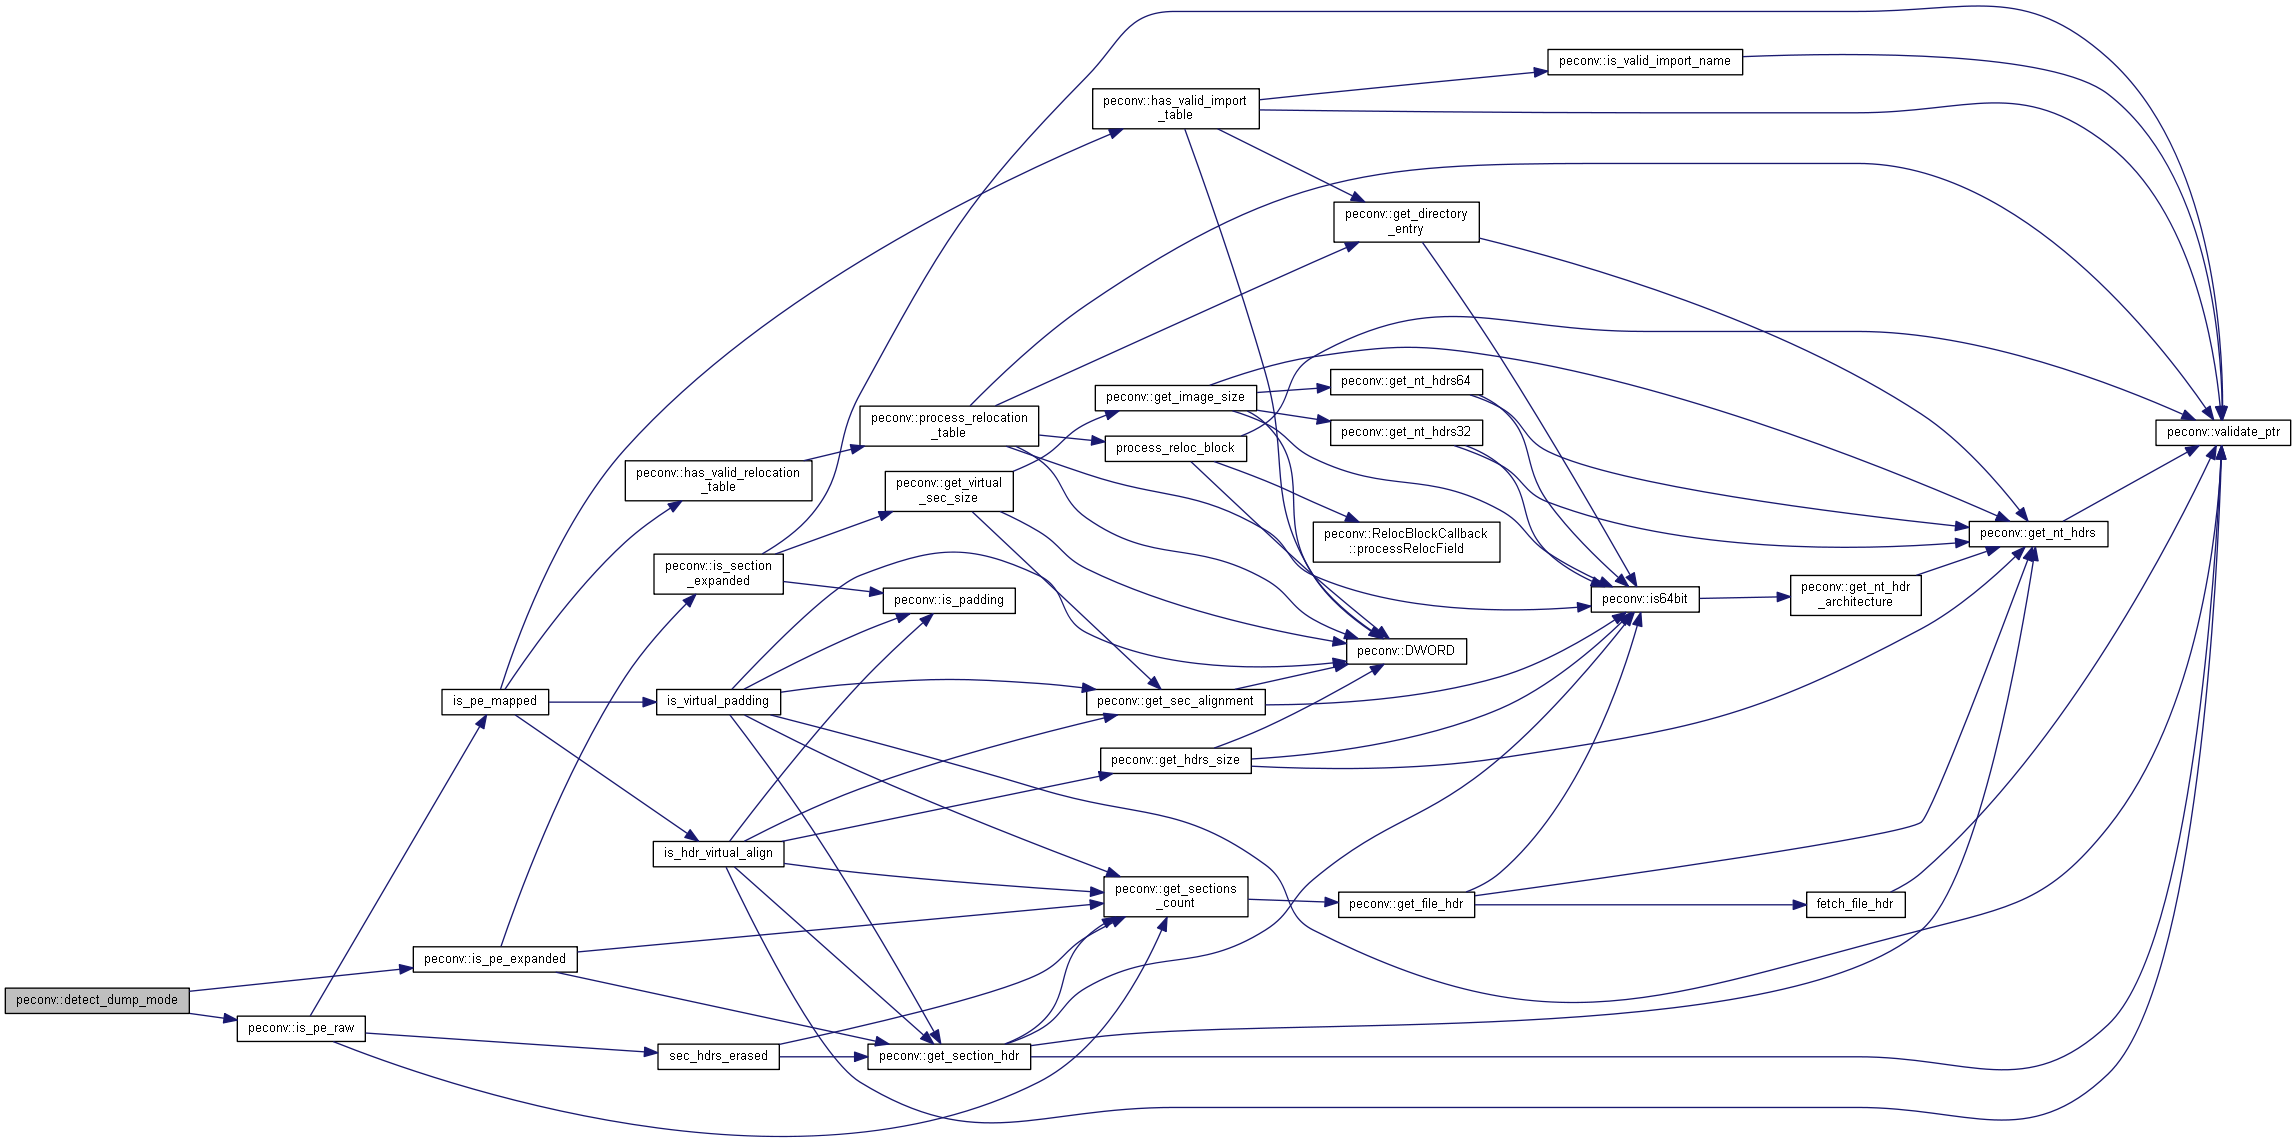 peconv::is_valid_import_name
peconv::has_valid_import
_table
peconv::get_directory
_entry
peconv::get_nt_hdrs64
peconv::get_image_size
peconv::process_relocation
_table
peconv::get_nt_hdrs32
peconv::validate_ptr
process_reloc_block
peconv::has_valid_relocation
_table
peconv::get_virtual
_sec_size
peconv::RelocBlockCallback
::processRelocField
peconv::get_nt_hdrs
peconv::is_section
_expanded
peconv::is_padding
peconv::is64bit
peconv::get_nt_hdr
_architecture
peconv::DWORD
is_pe_mapped
is_virtual_padding
peconv::get_sec_alignment
peconv::get_hdrs_size
is_hdr_virtual_align
peconv::get_sections
_count
peconv::get_file_hdr
fetch_file_hdr
peconv::is_pe_expanded
peconv::detect_dump_mode
peconv::is_pe_raw
sec_hdrs_erased
peconv::get_section_hdr